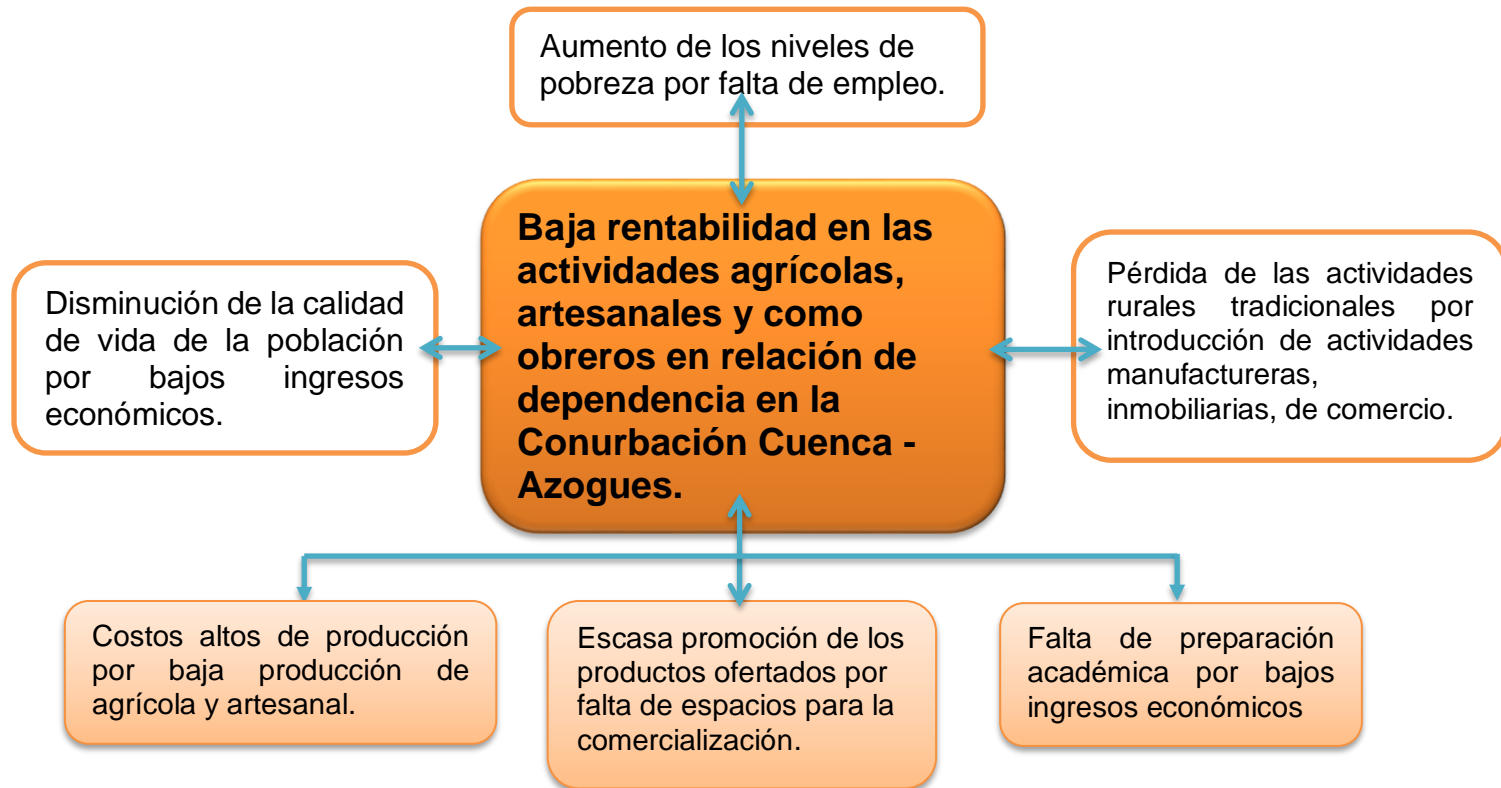 Aumento de los niveles de
pobreza por falta de empleo.
Baja rentabilidad en las
actividades agrícolas,
artesanales y como
obreros en relación de
dependencia en la
Conurbación Cuenca -
Azogues.
Disminución de la calidad
de vida de la población
por bajos ingresos
económicos.
Pérdida de las actividades
rurales tradicionales por
introducción de actividades
manufactureras,
inmobiliarias, de comercio.
Costos altos de producción
por baja producción de
agrícola y artesanal.
Escasa promoción de los
productos ofertados por
falta de espacios para la
comercialización.
Falta de preparación
académica por bajos
ingresos económicos